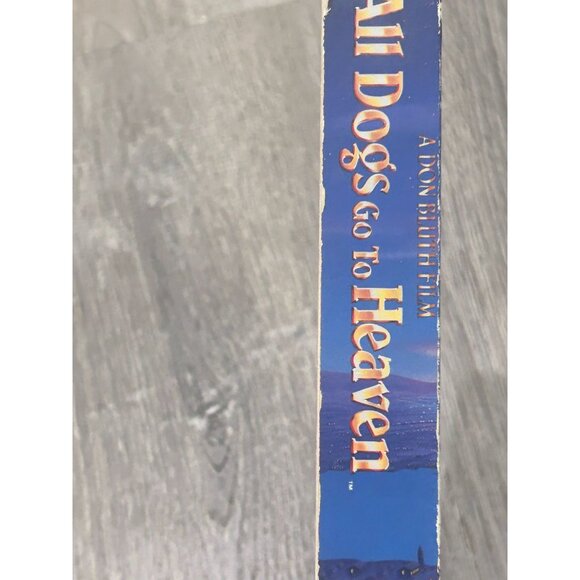 A DON BLUTH FILM
All Dogs Go To Heaven
TM